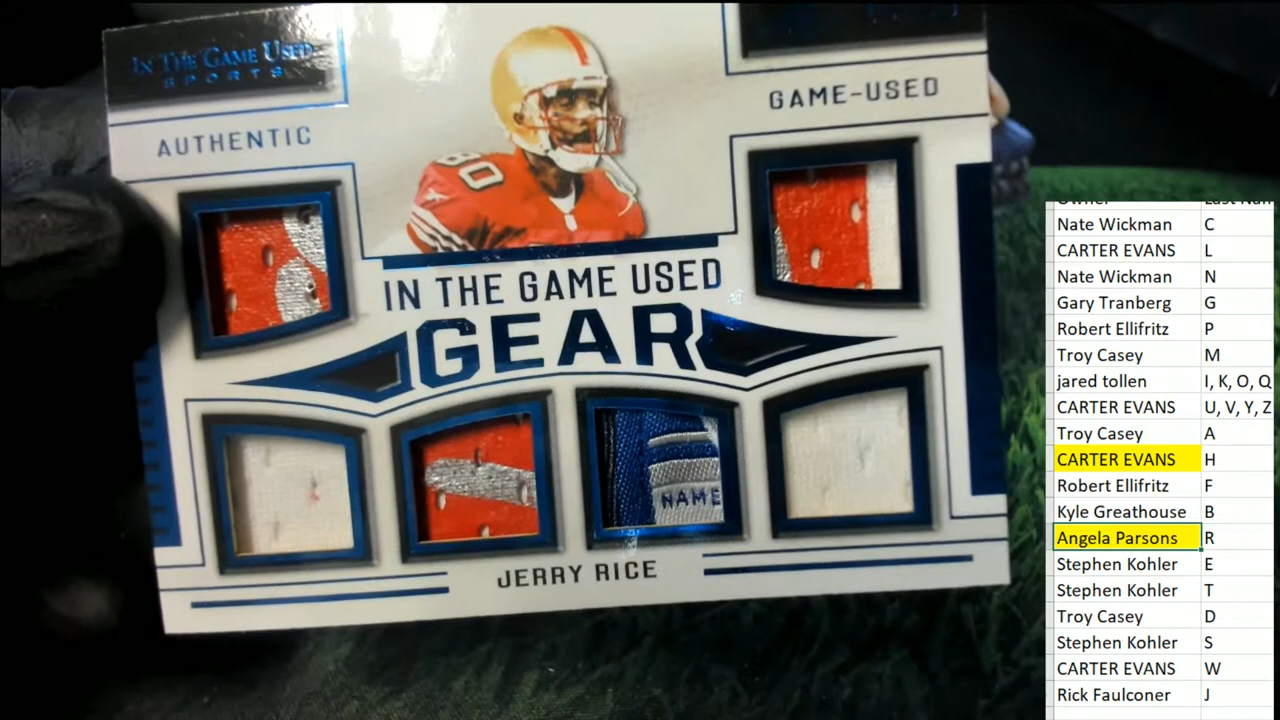 IN THE GAME USED
SPORTS
AUTHENTIC
GAME-USED
80
IN THE GAME USED
GEAR
NAME
JERRY RICE
Owner
Nate Wickman C
CARTER EVANS L
Nate Wickman N
Gary Tranberg G
Robert Ellifritz P
Troy Casey M
jared tollen I, K, O, Q
CARTER EVANS U, V, Y, Z
Troy Casey A
CARTER EVANS H
Robert Ellifritz F
Kyle Greathouse B
Angela Parsons R
Stephen Kohler E
Stephen Kohler T
Troy Casey D
Stephen Kohler S
CARTER EVANS W
Rick Faulconer J